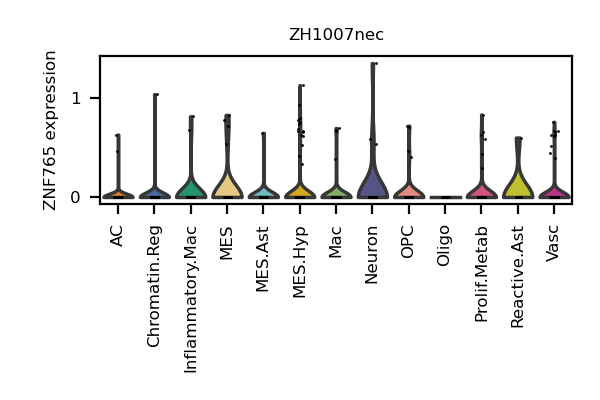 ZH1007nec
ZNF765 expression
1
0
AC
Chromatin.Reg
Inflammatory.Mac
MES
MES.Ast
MES.Hyp
Mac
Neuron
OPC
Oligo
Prolif.Metab
Reactive.Ast
Vasc